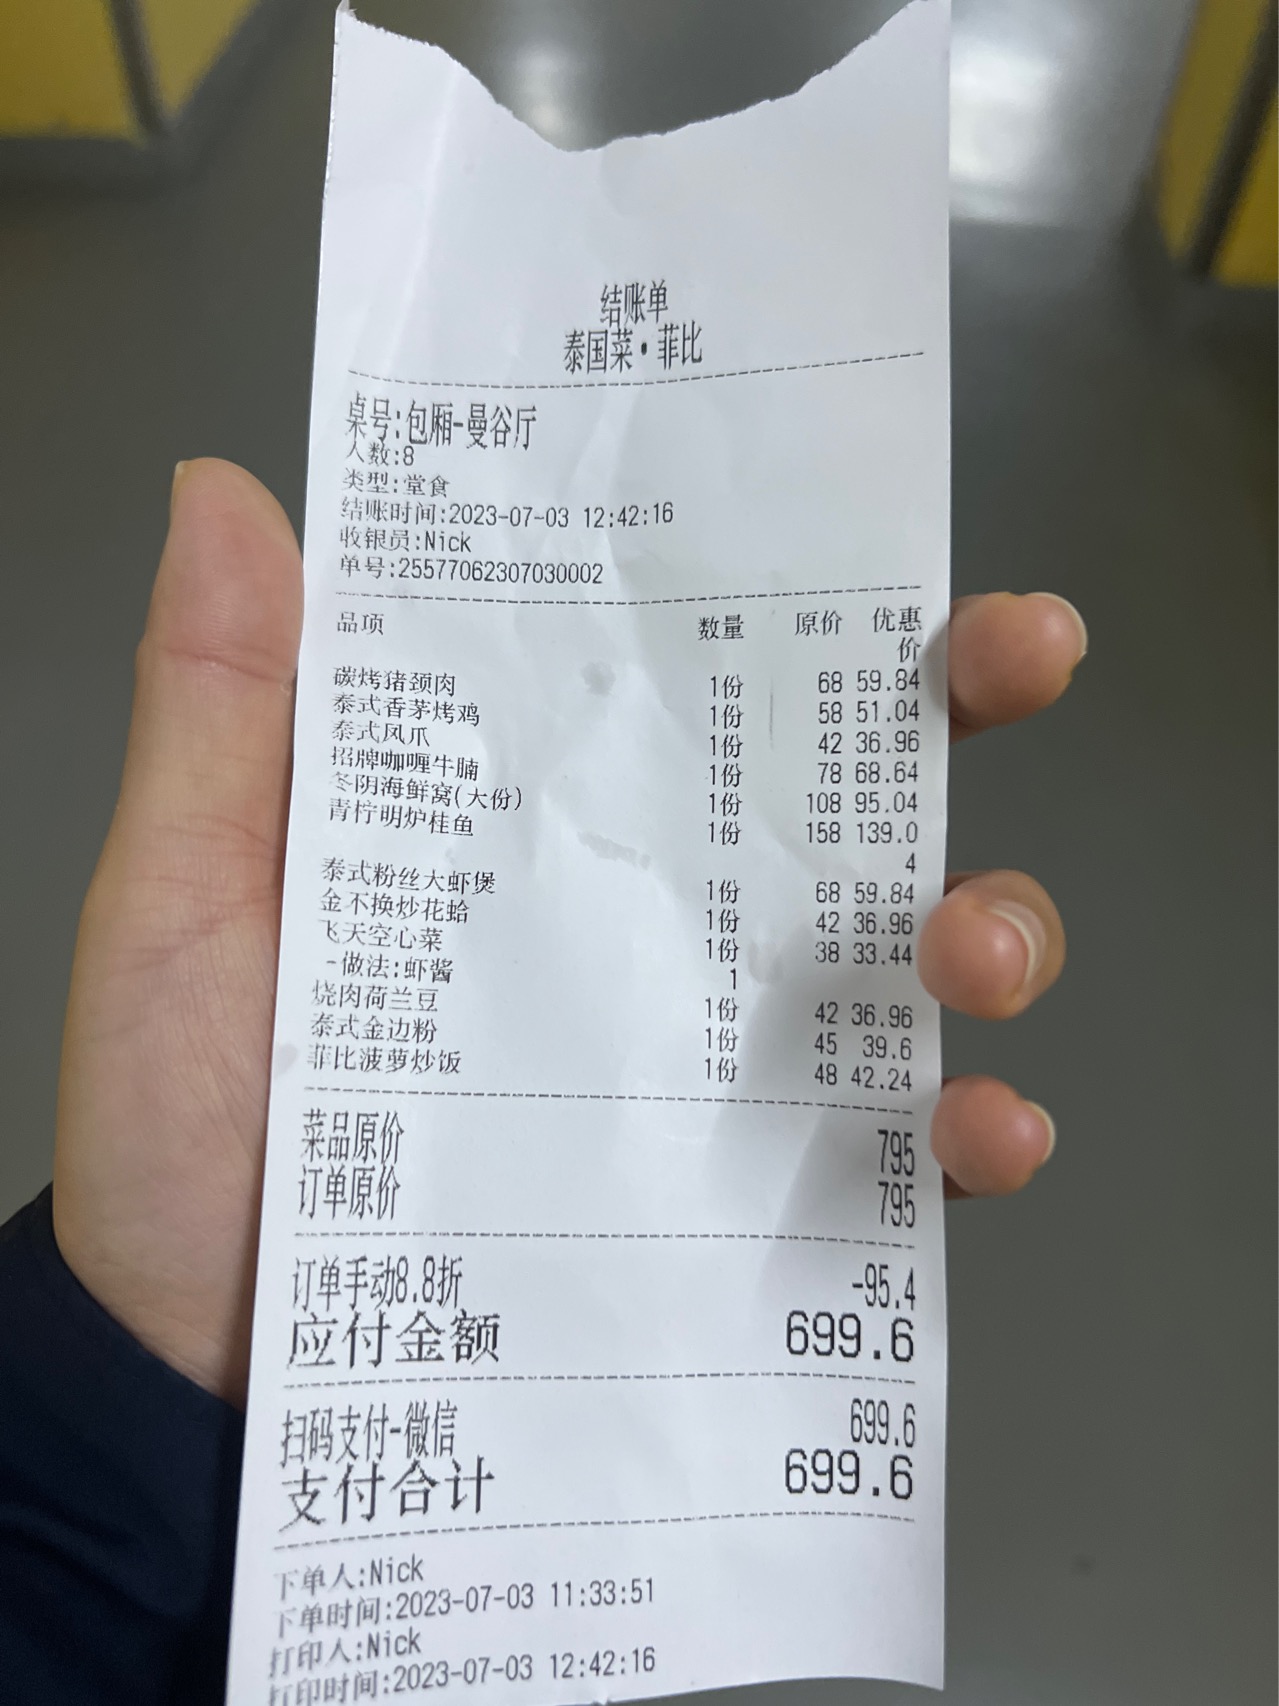 结账单
泰国菜·菲比
桌号:包厢-曼谷厅
人数:8
类型:堂食
结账时间:2023-07-03 12:42:16
收银员:Nick
单号:25577062307030002
品项 数量 原价 优惠
价
碳烤猪颈肉 1份 68 59.84
泰式香茅烤鸡 1份 58 51.04
泰式凤爪 1份 42 36.96
招牌咖喱牛腩 1份 78 68.64
冬阴海鲜窝(大份) 1份 108 95.04
青柠明炉桂鱼 1份 158 139.0
4
泰式粉丝大虾煲 1份 68 59.84
金不换炒花蛤 1份 42 36.96
飞天空心菜 1份 38 33.44
-做法:虾酱 1
烧肉荷兰豆 1份 42 36.96
泰式金边粉 1份 45 39.6
菲比菠萝炒饭 1份 48 42.24
菜品原价 795
订单原价 795
订单手动8.8折 -95.4
应付金额 699.6
扫码支付-微信 699.6
支付合计 699.6
下单人:Nick
下单时间:2023-07-03 11:33:51
打印人:Nick
打印时间:2023-07-03 12:42:16